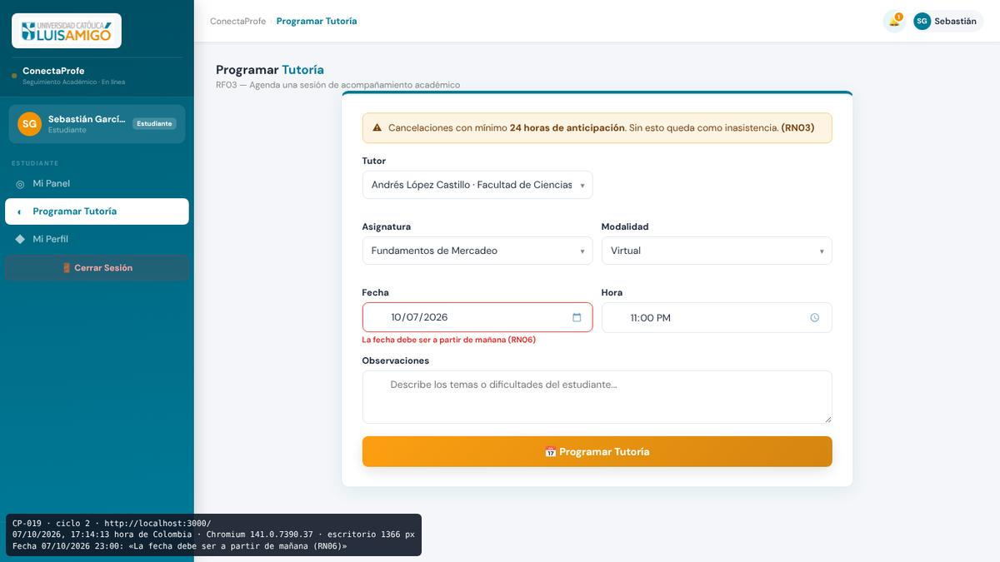 UNIVERSIDAD CATÓLICA
LUISAMIGÓ
ConectaProfe
Seguimiento Académico · En línea
SG
Sebastián Garcí...
Estudiante
Estudiante
ESTUDIANTE
Mi Panel
Programar Tutoría
Mi Perfil
Cerrar Sesión
ConectaProfe › Programar Tutoría
1
SG Sebastián
Programar Tutoría
RF03 — Agenda una sesión de acompañamiento académico
Cancelaciones con mínimo 24 horas de anticipación. Sin esto queda como inasistencia. (RN03)
Tutor
Andrés López Castillo · Facultad de Ciencias
Asignatura
Modalidad
Fundamentos de Mercadeo
Virtual
Fecha
Hora
10/07/2026
11:00 PM
La fecha debe ser a partir de mañana (RN06)
Observaciones
Describe los temas o dificultades del estudiante...
Programar Tutoría
CP-019 · ciclo 2 · http://localhost:3000/
07/10/2026, 17:14:13 hora de Colombia · Chromium 141.0.7390.37 · escritorio 1366 px
Fecha 07/10/2026 23:00: «La fecha debe ser a partir de mañana (RN06)»